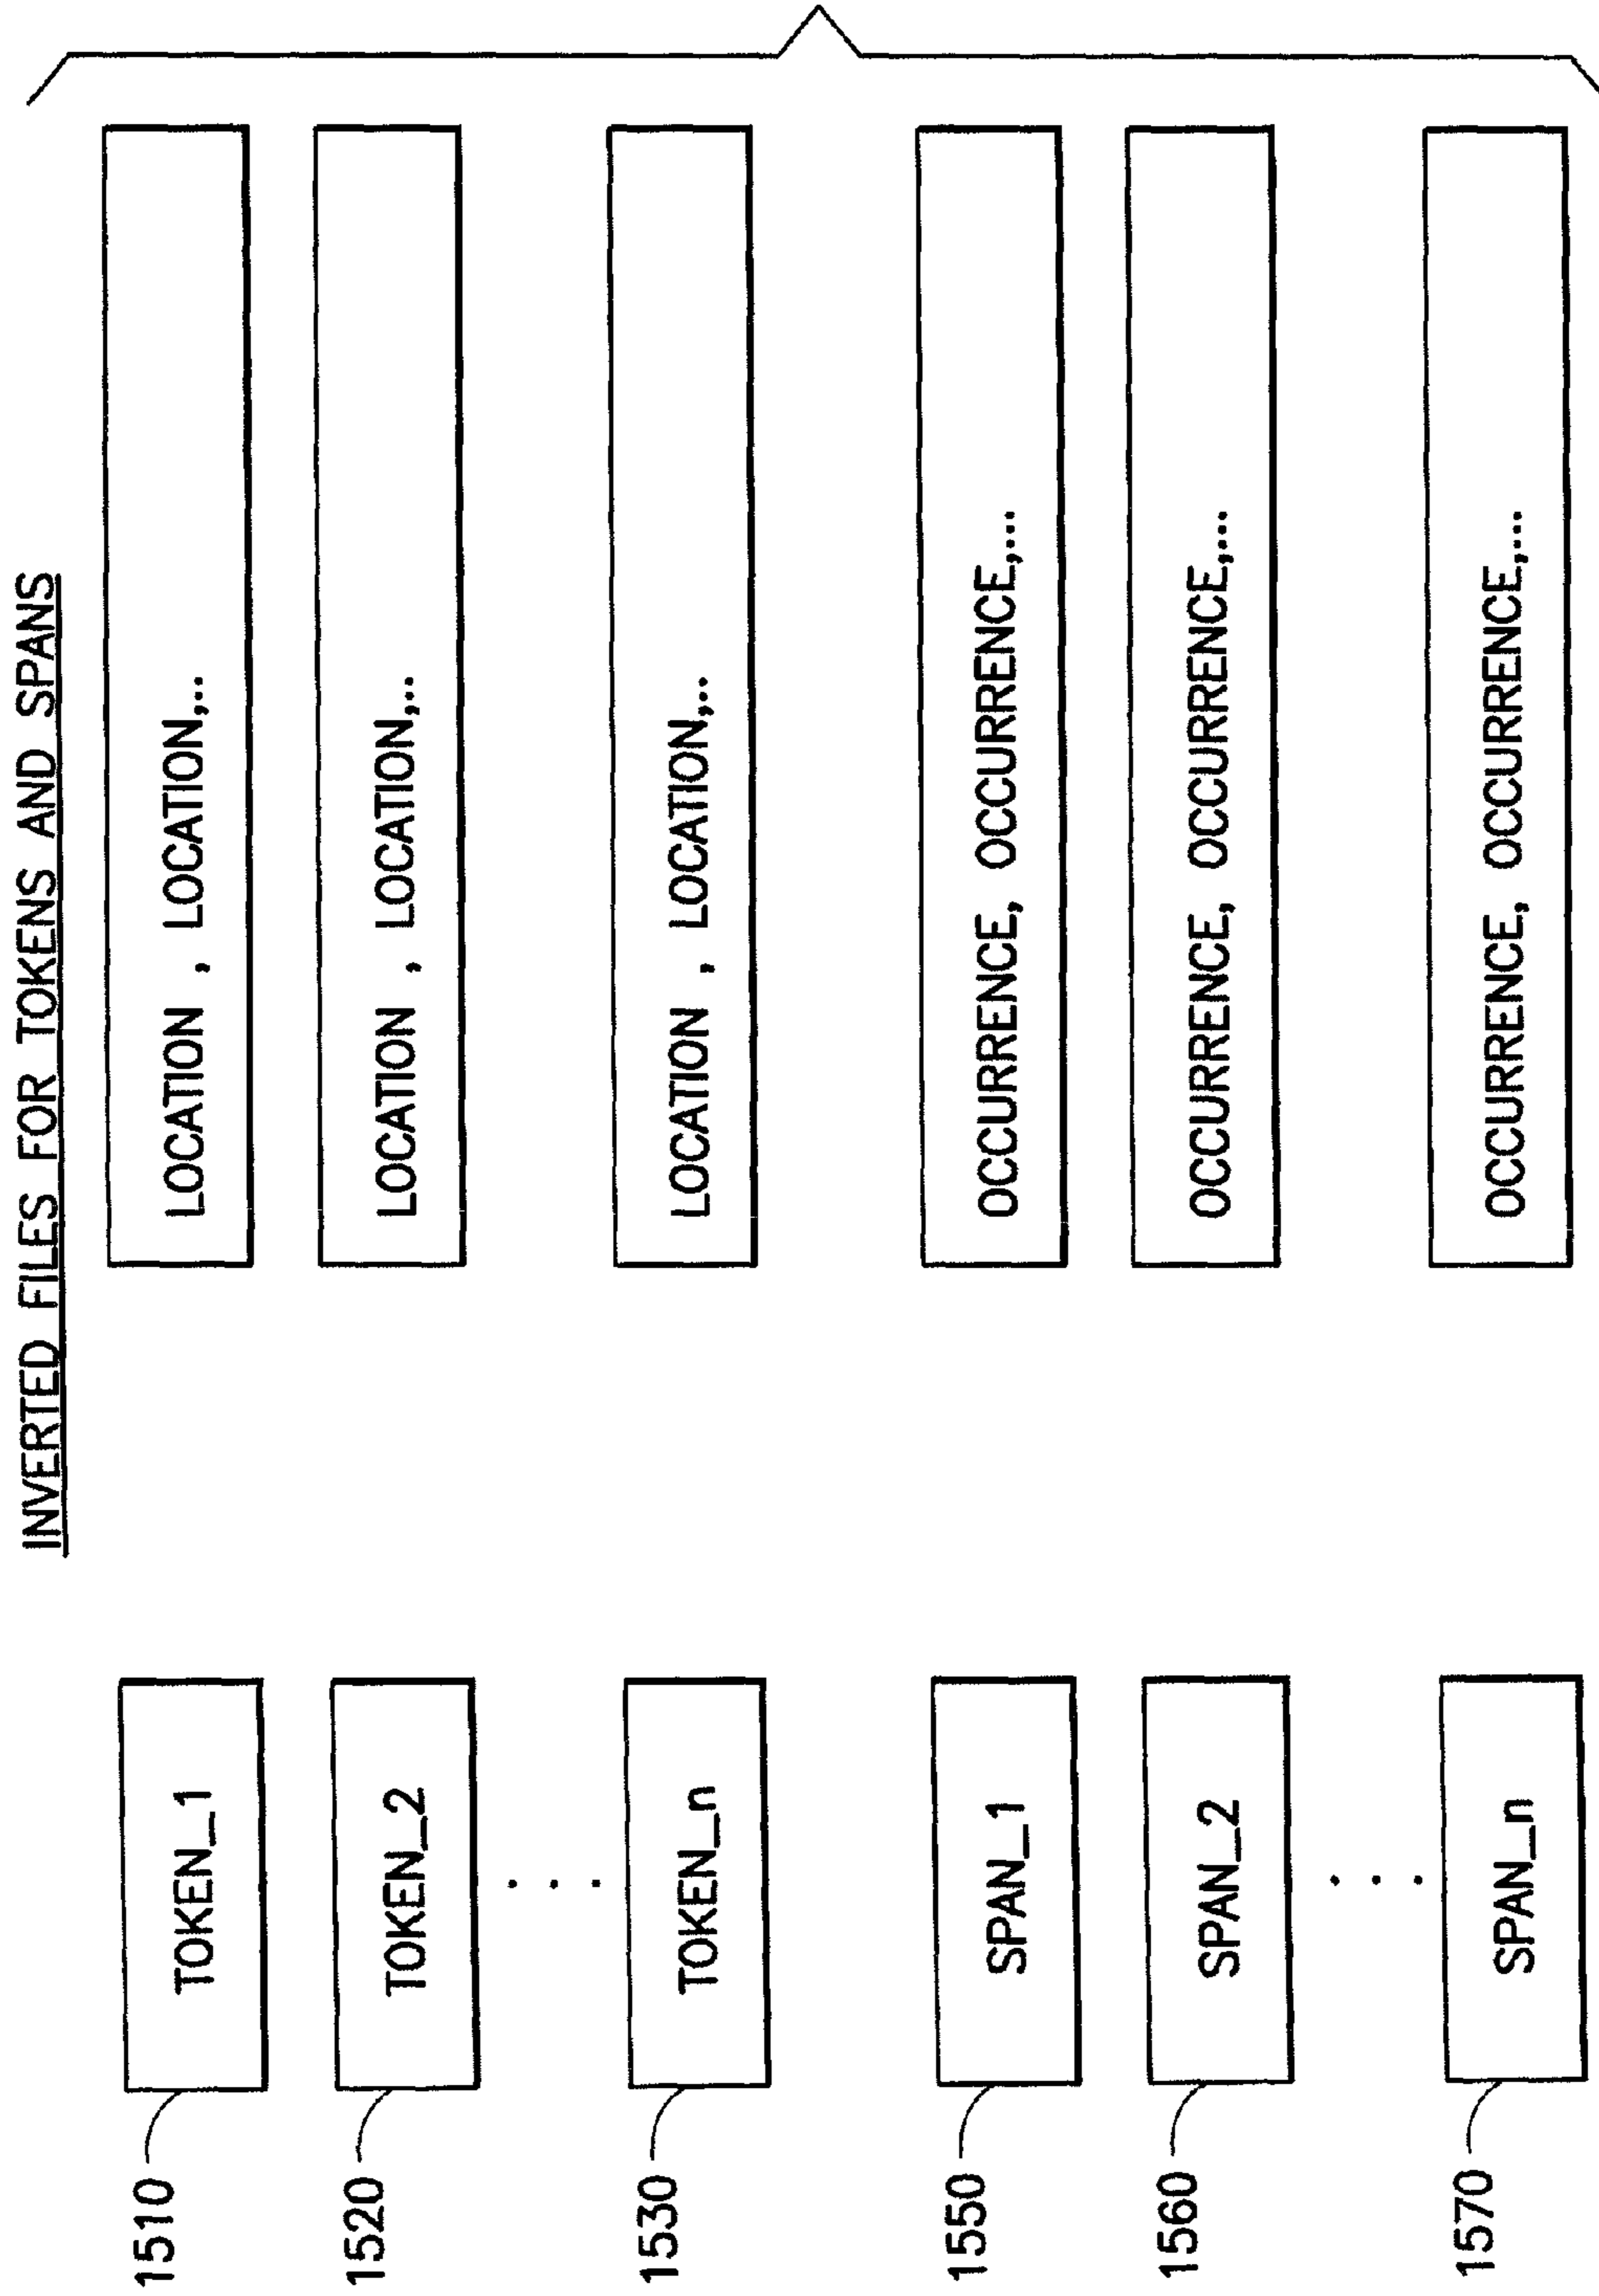 INVERTED FILES FOR TOKENS AND SPANS
1510 TOKEN_1 LOCATION , LOCATION,...
1520 TOKEN_2 LOCATION , LOCATION,...
. . .
1530 TOKEN_n LOCATION , LOCATION,...
1550 SPAN_1 OCCURRENCE, OCCURRENCE,...
1560 SPAN_2 OCCURRENCE, OCCURRENCE,...
. . .
1570 SPAN_n OCCURRENCE, OCCURRENCE,...